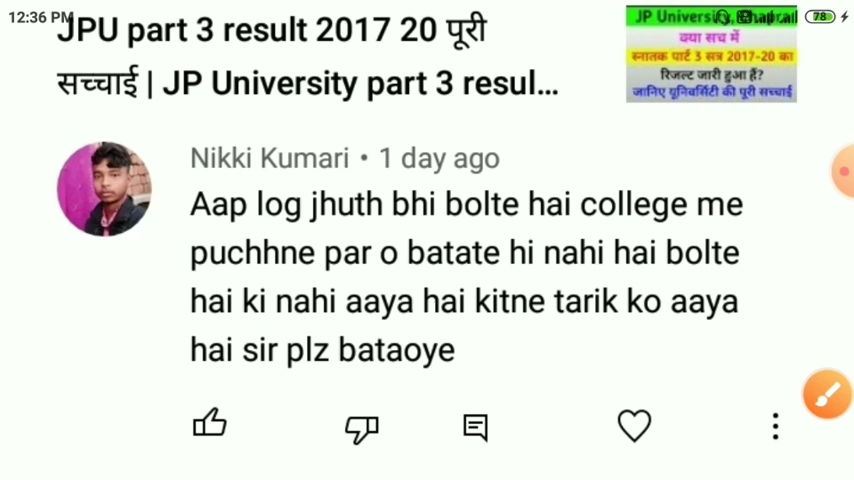 12:36 PM
78
JPU part 3 result 2017 20 पूरी
सच्चाई | JP University part 3 resul...
JP University,
क्या सच में
स्नातक पार्ट 3 सत्र 2017-20 का
रिजल्ट जारी हुआ हैं?
जानिए यूनिवर्सिटी की पूरी सच्चाई
Nikki Kumari • 1 day ago
Aap log jhuth bhi bolte hai college me
puchhne par o batate hi nahi hai bolte
hai ki nahi aaya hai kitne tarik ko aaya
hai sir plz bataoye